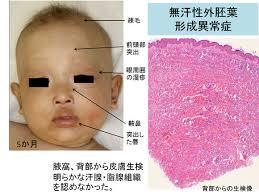 無汗性外胚葉
形成異常症
疎毛
前頭部
突出
眼周囲
の湿疹
鞍鼻
突出した
唇
5か月
腋窩、背部から皮膚生検
明らかな汗腺・脂腺組織
を認めなかった。
背部からの生検像